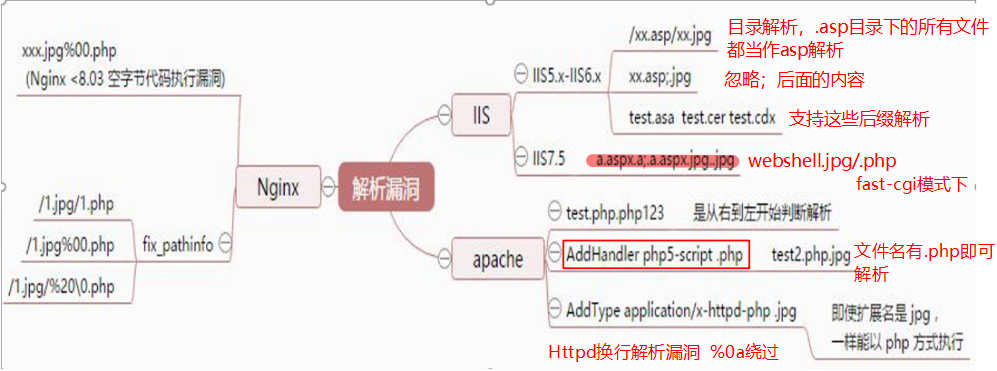 xxx.jpg%00.php
(Nginx <8.03 空字节代码执行漏洞)
Nginx
/1.jpg/1.php
/1.jpg%00.php
/1.jpg/%20\0.php
fix_pathinfo
解析漏洞
IIS
IIS5.x-IIS6.x
/xx.asp/xx.jpg
目录解析，.asp目录下的所有文件
都当作asp解析
xx.asp;.jpg
忽略；后面的内容
test.asa test.cer test.cdx
支持这些后缀解析
IIS7.5
a.aspx.a;.a.aspx.jpg..jpg
webshell.jpg/.php
fast-cgi模式下
apache
test.php.php123
是从右到左开始判断解析
AddHandler php5-script .php
test2.php.jpg
文件名有.php即可
解析
AddType application/x-httpd-php .jpg
即使扩展名是 jpg，
一样能以 php 方式执行
Httpd换行解析漏洞 %0a绕过